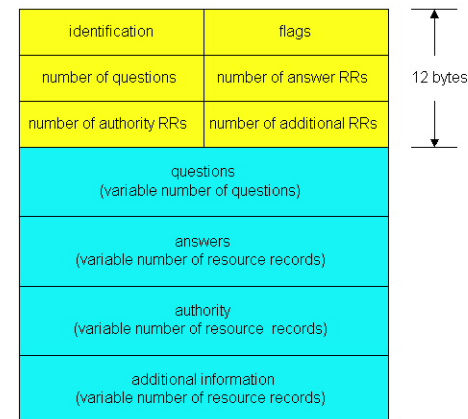 identification flags
number of questions number of answer RRs 12 bytes
number of authority RRs number of additional RRs
questions
(variable number of questions)
answers
(variable number of resource records)
authority
(variable number of resource records)
additional information
(variable number of resource records)